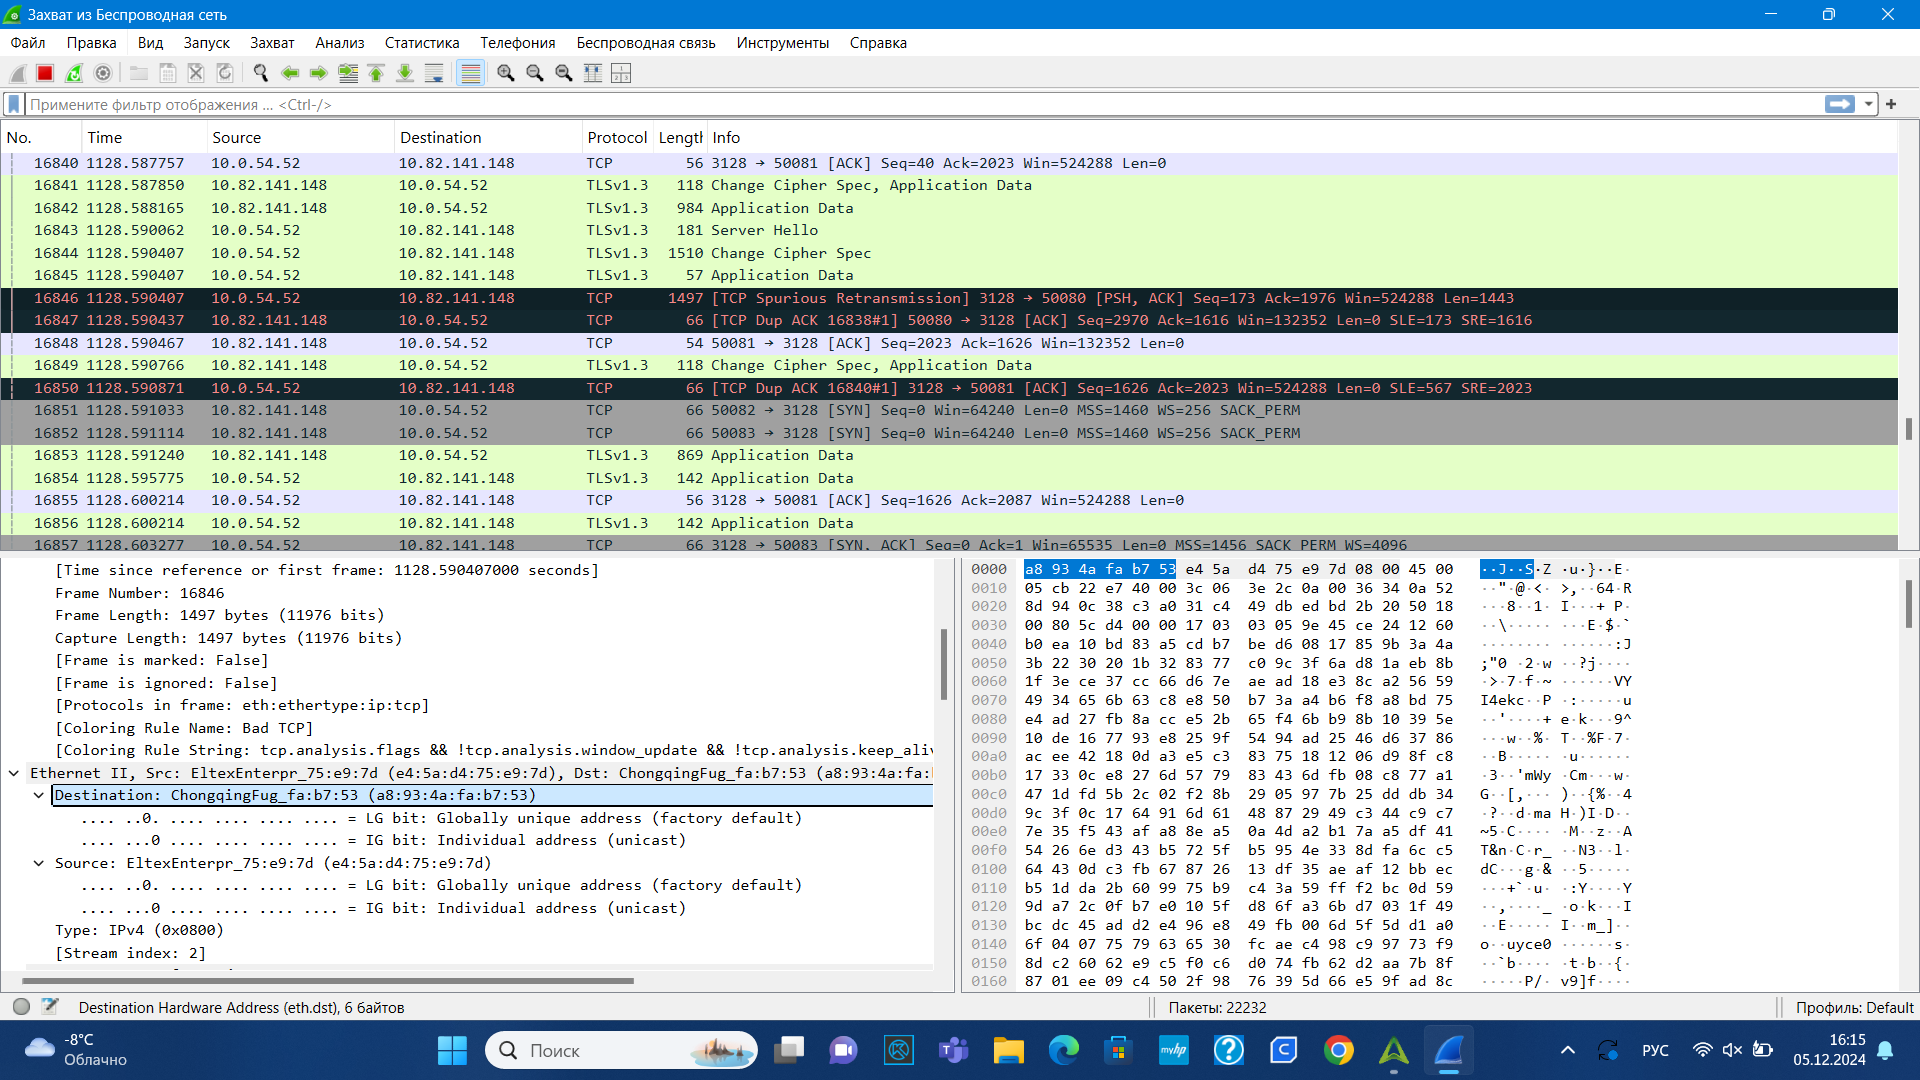 Захват из Беспроводная сеть
Файл Правка Вид Запуск Захват Анализ Статистика Телефония Беспроводная связь Инструменты Справка
Примените фильтр отображения ... <Ctrl-/>
No. Time Source Destination Protocol Length Info
16840 1128.587757 10.0.54.52 10.82.141.148 TCP 56 3128 → 50081 [ACK] Seq=40 Ack=2023 Win=524288 Len=0
16841 1128.587850 10.82.141.148 10.0.54.52 TLSv1.3 118 Change Cipher Spec, Application Data
16842 1128.588165 10.82.141.148 10.0.54.52 TLSv1.3 984 Application Data
16843 1128.590062 10.0.54.52 10.82.141.148 TLSv1.3 181 Server Hello
16844 1128.590407 10.0.54.52 10.82.141.148 TLSv1.3 1510 Change Cipher Spec
16845 1128.590407 10.0.54.52 10.82.141.148 TLSv1.3 57 Application Data
16846 1128.590407 10.0.54.52 10.82.141.148 TCP 1497 [TCP Spurious Retransmission] 3128 → 50080 [PSH, ACK] Seq=173 Ack=1976 Win=524288 Len=1443
16847 1128.590437 10.82.141.148 10.0.54.52 TCP 66 [TCP Dup ACK 16838#1] 50080 → 3128 [ACK] Seq=2970 Ack=1616 Win=132352 Len=0 SLE=173 SRE=1616
16848 1128.590467 10.82.141.148 10.0.54.52 TCP 54 50081 → 3128 [ACK] Seq=2023 Ack=1626 Win=132352 Len=0
16849 1128.590766 10.82.141.148 10.0.54.52 TLSv1.3 118 Change Cipher Spec, Application Data
16850 1128.590871 10.0.54.52 10.82.141.148 TCP 66 [TCP Dup ACK 16840#1] 3128 → 50081 [ACK] Seq=1626 Ack=2023 Win=524288 Len=0 SLE=567 SRE=2023
16851 1128.591033 10.82.141.148 10.0.54.52 TCP 66 50082 → 3128 [SYN] Seq=0 Win=64240 Len=0 MSS=1460 WS=256 SACK_PERM
16852 1128.591114 10.82.141.148 10.0.54.52 TCP 66 50083 → 3128 [SYN] Seq=0 Win=64240 Len=0 MSS=1460 WS=256 SACK_PERM
16853 1128.591240 10.82.141.148 10.0.54.52 TLSv1.3 869 Application Data
16854 1128.595775 10.0.54.52 10.82.141.148 TLSv1.3 142 Application Data
16855 1128.600214 10.0.54.52 10.82.141.148 TCP 56 3128 → 50081 [ACK] Seq=1626 Ack=2087 Win=524288 Len=0
16856 1128.600214 10.0.54.52 10.82.141.148 TLSv1.3 142 Application Data
16857 1128.603277 10.0.54.52 10.82.141.148 TCP 66 3128 → 50083 [SYN, ACK] Seq=0 Ack=1 Win=65535 Len=0 MSS=1456 SACK_PERM WS=4096
[Time since reference or first frame: 1128.590407000 seconds]
Frame Number: 16846
Frame Length: 1497 bytes (11976 bits)
Capture Length: 1497 bytes (11976 bits)
[Frame is marked: False]
[Frame is ignored: False]
[Protocols in frame: eth:ethertype:ip:tcp]
[Coloring Rule Name: Bad TCP]
[Coloring Rule String: tcp.analysis.flags && !tcp.analysis.window_update && !tcp.analysis.keep_aliv
Ethernet II, Src: EltexEnterpr_75:e9:7d (e4:5a:d4:75:e9:7d), Dst: ChongqingFug_fa:b7:53 (a8:93:4a:fa:b
Destination: ChongqingFug_fa:b7:53 (a8:93:4a:fa:b7:53)
.... ..0. .... .... .... .... = LG bit: Globally unique address (factory default)
.... ...0 .... .... .... .... = IG bit: Individual address (unicast)
Source: EltexEnterpr_75:e9:7d (e4:5a:d4:75:e9:7d)
.... ..0. .... .... .... .... = LG bit: Globally unique address (factory default)
.... ...0 .... .... .... .... = IG bit: Individual address (unicast)
Type: IPv4 (0x0800)
[Stream index: 2]
0000 a8 93 4a fa b7 53 e4 5a d4 75 e9 7d 08 00 45 00 ··J··S·Z ·u·}··E·
0010 05 cb 22 e7 40 00 3c 06 3e 2c 0a 00 36 34 0a 52 ··"·@·<· >,··64·R
0020 8d 94 0c 38 c3 a0 31 c4 49 db ed bd 2b 20 50 18 ···8··1· I···+ P·
0030 00 80 5c d4 00 00 17 03 03 05 9e 45 ce 24 12 60 ··\····· ···E·$·`
0040 b0 ea 10 bd 83 a5 cd b7 be d6 08 17 85 9b 3a 4a ········ ······:J
0050 3b 22 30 20 1b 32 83 77 c0 9c 3f 6a d8 1a eb 8b ;"0 ·2·w ··?j····
0060 1f 3e ce 37 cc 66 d6 7e ae ad 18 e3 8c a2 56 59 ·>·7·f·~ ······VY
0070 49 34 65 6b 63 c8 e8 50 b7 3a a4 b6 f8 a8 bd 75 I4ekc··P ·:·····u
0080 e4 ad 27 fb 8a cc e5 2b 65 f4 6b b9 8b 10 39 5e ··'····+ e·k···9^
0090 10 de 16 77 93 e8 25 9f 54 94 ad 25 46 d6 37 86 ···w··%· T··%F·7·
00a0 ac ee 42 18 0d a3 e5 c3 83 75 18 12 06 d9 8f c8 ··B····· ·u······
00b0 17 33 0c e8 27 6d 57 79 83 43 6d fb 08 c8 77 a1 ·3··'mWy ·Cm···w·
00c0 47 1d fd 5b 2c 02 f2 8b 29 05 97 7b 25 dd db 34 G··[,··· )··{%··4
00d0 9c 3f 0c 17 64 91 6d 61 48 87 29 49 c3 44 c9 c7 ·?··d·ma H·)I·D··
00e0 7e 35 f5 43 af a8 8e a5 0a 4d a2 b1 7a a5 df 41 ~5·C···· ·M··z··A
00f0 54 26 6e d3 43 b5 72 5f b5 95 4e 33 8d fa 6c c5 T&n·C·r_ ··N3··l·
0100 64 43 0d c3 fb 67 87 26 13 df 35 ae af 12 bb ec dC···g·& ··5·····
0110 b5 1d da 2b 60 99 75 b9 c4 3a 59 ff f2 bc 0d 59 ···+`·u· ·:Y····Y
0120 9d a7 2c 0f b7 e0 10 5f d8 6f a3 6b d7 03 1f 49 ··,····_ ·o·k···I
0130 bc dc 45 ad d2 e4 96 e8 49 fb 00 6d 5f 5d d1 a0 ··E····· I··m_]··
0140 6f 04 07 75 79 63 65 30 fc ae c4 98 c9 97 73 f9 o··uyce0 ······s·
0150 8d c2 60 62 e9 c5 f0 c6 d0 74 fb 62 d2 aa 7b 8f ··`b···· ·t·b··{·
0160 87 01 ee 09 c4 50 2f 98 76 39 5d 66 e5 9f ad 8c ·····P/· v9]f····
Destination Hardware Address (eth.dst), 6 байтов Пакеты: 22232 Профиль: Default
-8°C
Облачно
Поиск
myhp
РУС
16:15
05.12.2024